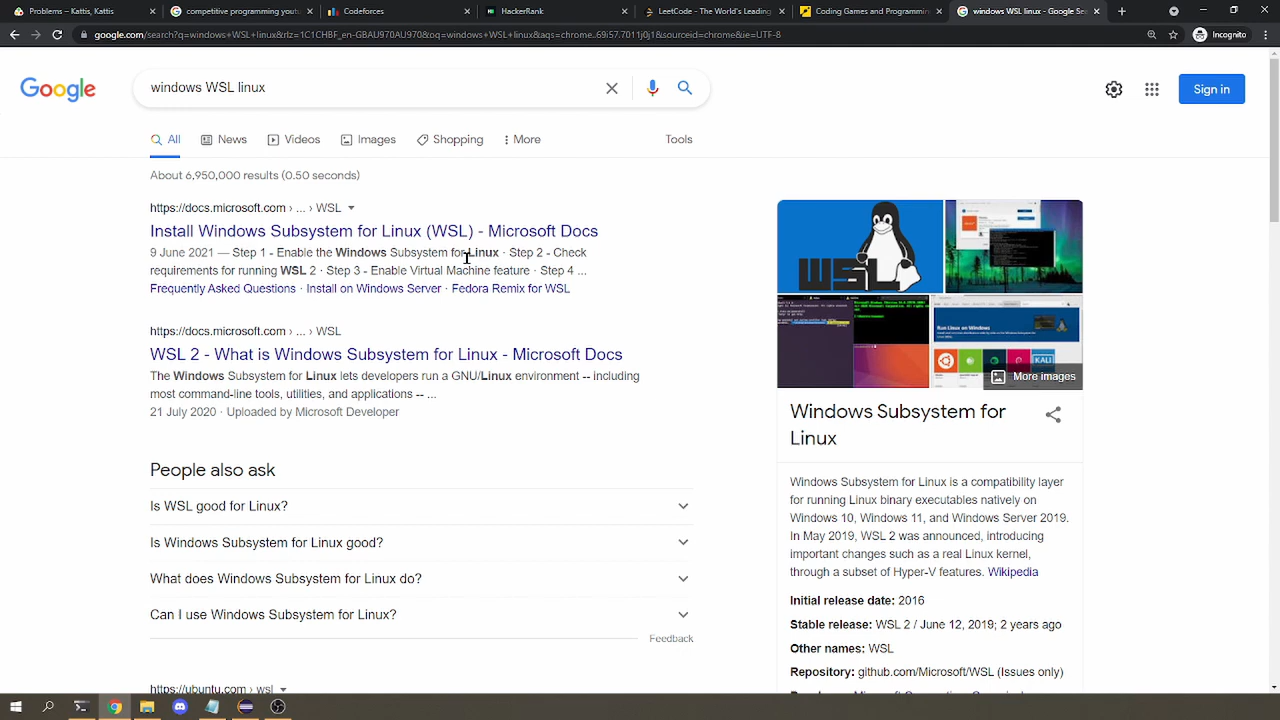 Problems – Kattis, Kattis
competitive programming youtu
Codeforces
HackerRank
LeetCode - The World's Leading
Coding Games and Programming
windows WSL linux - Google Sea
google.com/search?q=windows+WSL+linux&rlz=1C1CHBF_en-GBAU970AU970&oq=windows+WSL+linux&aqs=chrome..69i57.7011j0j1&sourceid=chrome&ie=UTF-8
Incognito
Google
windows WSL linux
Sign in
All
News
Videos
Images
Shopping
More
Tools
About 6,950,000 results (0.50 seconds)
https://docs.microsoft.com › ... › WSL
Install Windows Subsystem for Linux (WSL) - Microsoft Docs
June 2021 Windows Subsystem for Linux · Step 2 - Check
requirements for running WSL · Step 3 - Enable Virtual Machine feature · Step 4 ...
Frequently Asked Questions · Install on Windows Server · Fedora Remix for WSL
https://docs.microsoft.com › ... › WSL
WSL 2 - What is Windows Subsystem for Linux - Microsoft Docs
The Windows Subsystem for Linux lets developers run a GNU/Linux environment -- including
most command-line tools, utilities, and applications -- ...
21 July 2020 · Uploaded by Microsoft Developer
People also ask
Is WSL good for Linux?
Is Windows Subsystem for Linux good?
What does Windows Subsystem for Linux do?
Can I use Windows Subsystem for Linux?
Feedback
https://ubuntu.com › wsl
WSL
Run Linux on Windows
KALI
More images
Windows Subsystem for
Linux
Windows Subsystem for Linux is a compatibility layer
for running Linux binary executables natively on
Windows 10, Windows 11, and Windows Server 2019.
In May 2019, WSL 2 was announced, introducing
important changes such as a real Linux kernel,
through a subset of Hyper-V features. Wikipedia
Initial release date: 2016
Stable release: WSL 2 / June 12, 2019; 2 years ago
Other names: WSL
Repository: github.com/Microsoft/WSL (Issues only)